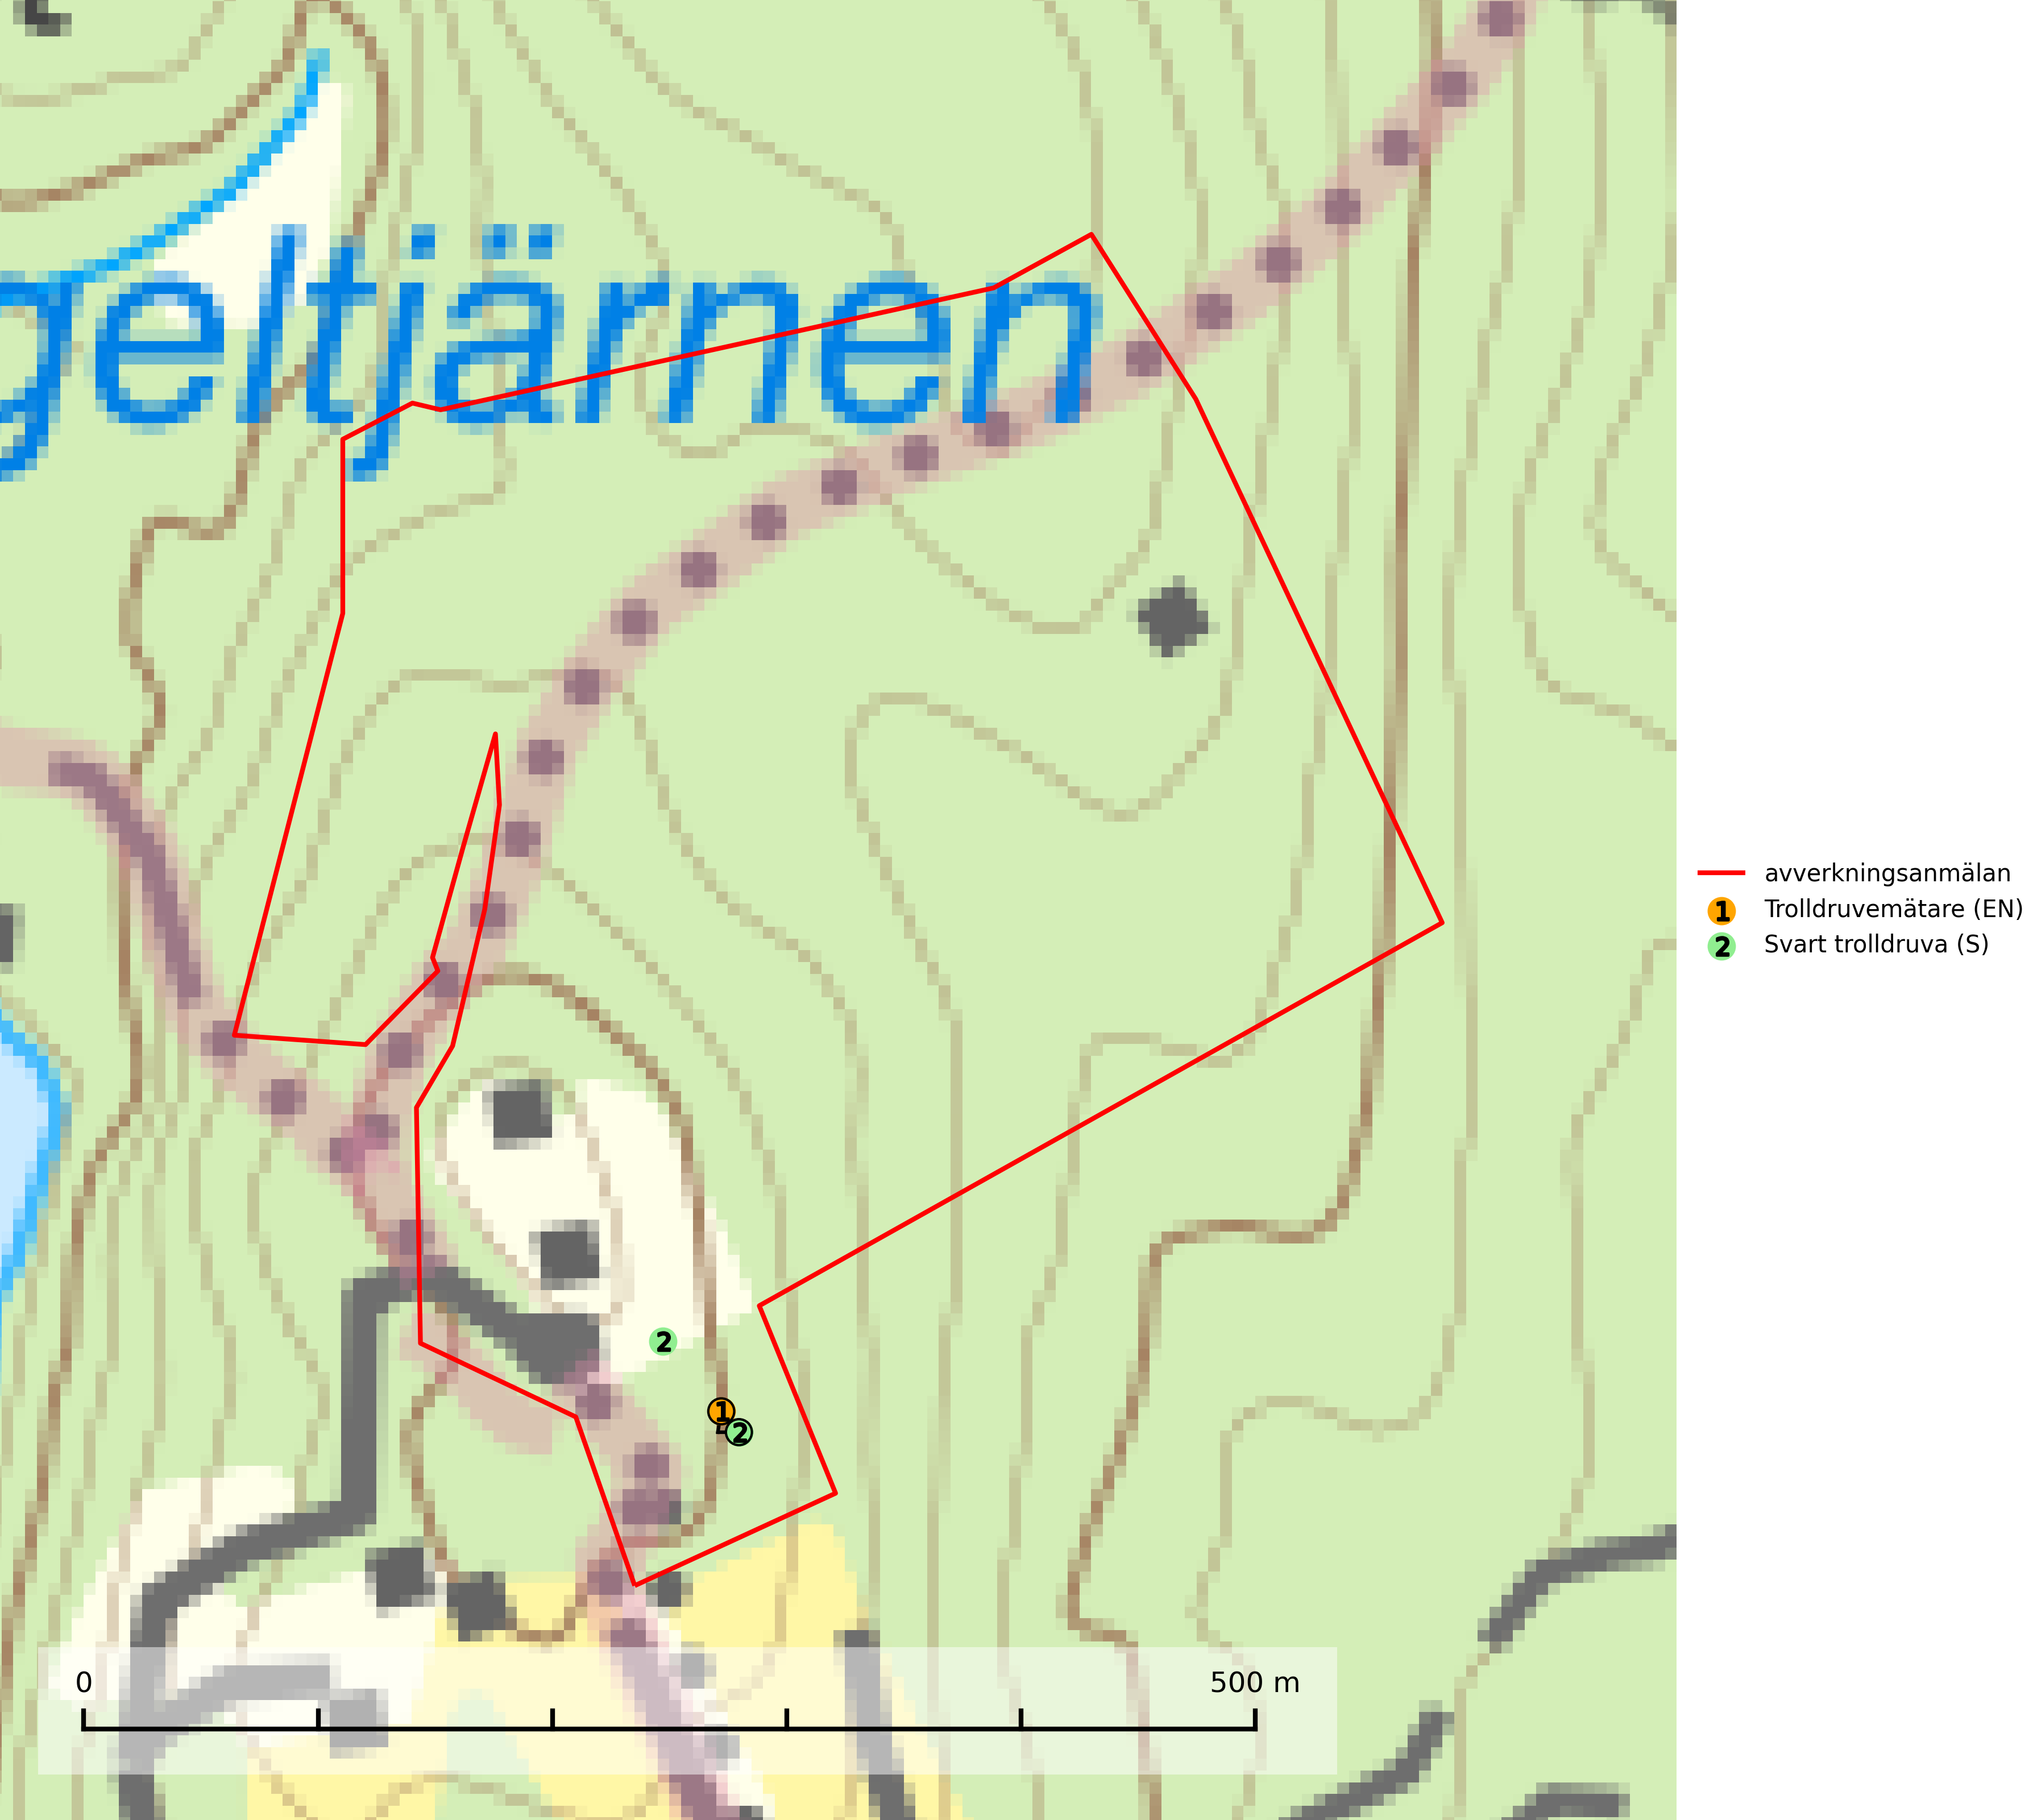 geltjärnen
avverkningsanmälan
1 Trolldruvemätare (EN)
2 Svart trolldruva (S)
2
1
2
0 500 m